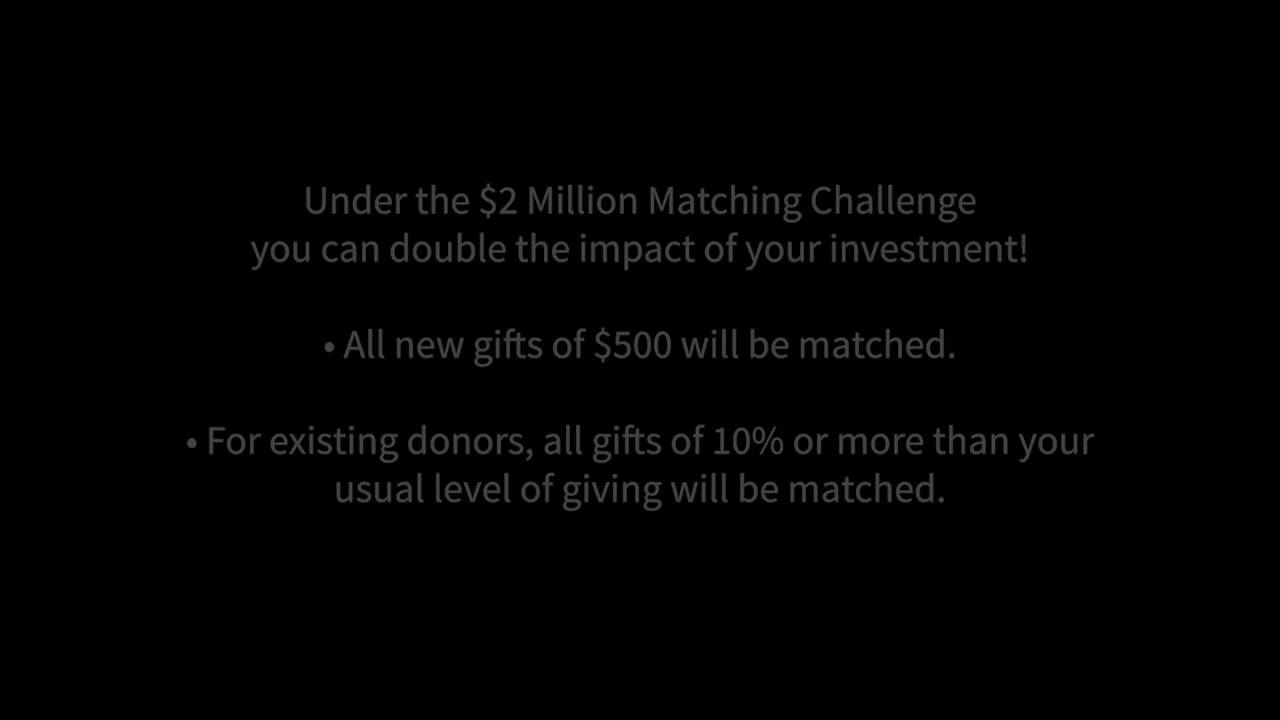 Under the $2 Million Matching Challenge
you can double the impact of your investment!
• All new gifts of $500 will be matched.
• For existing donors, all gifts of 10% or more than your
usual level of giving will be matched.